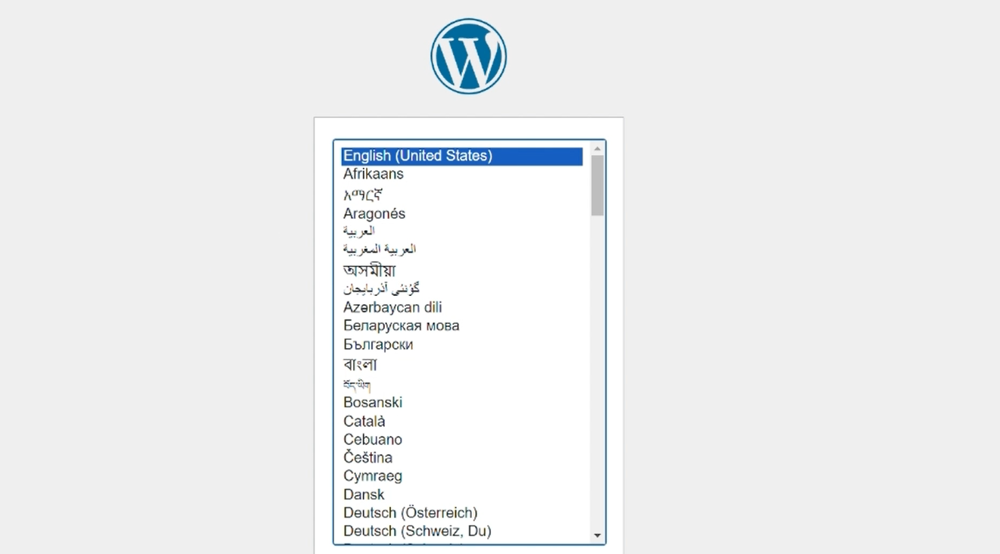 W
English (United States)
Afrikaans
አማርኛ
Aragonés
العربية
العربية المغربية
অসমীয়া
گؤنئی آذربایجان
Azərbaycan dili
Беларуская мова
Български
বাংলা
བོད་ཡིག
Bosanski
Català
Cebuano
Čeština
Cymraeg
Dansk
Deutsch (Österreich)
Deutsch (Schweiz, Du)